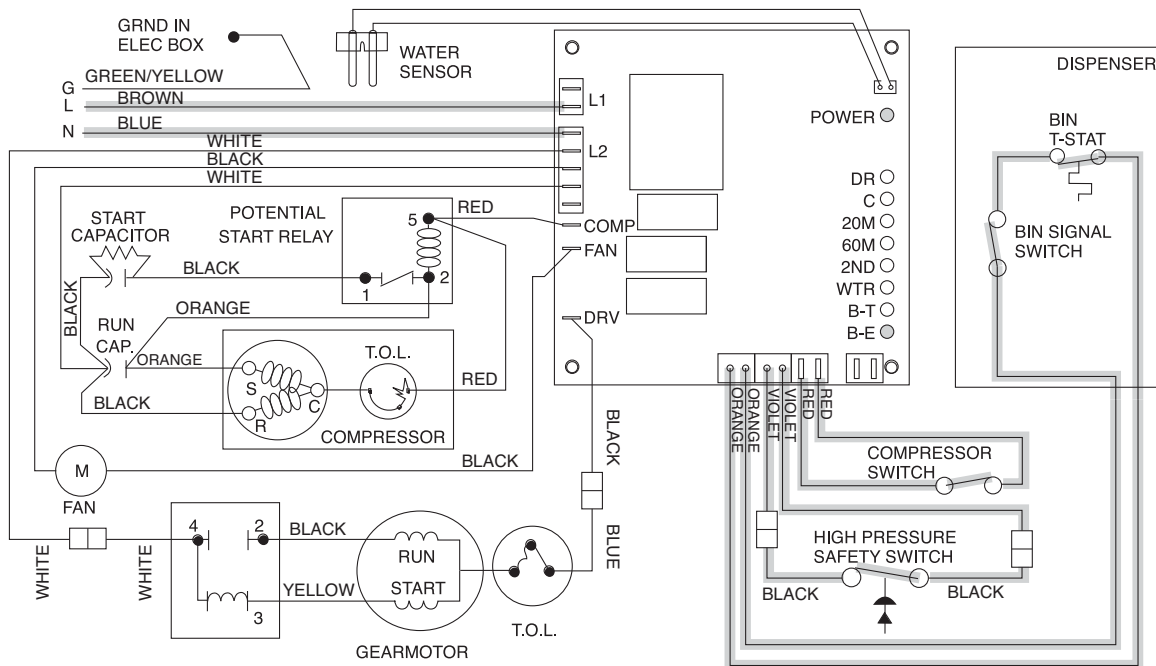 GRND IN
ELEC BOX
WATER
SENSOR
DISPENSER
G
GREEN/YELLOW
L
BROWN
L1
N
BLUE
WHITE
BLACK
WHITE
L2
POWER
BIN
T-STAT
DR
C
20M
60M
2ND
WTR
B-T
B-E
BIN SIGNAL
SWITCH
START
CAPACITOR
POTENTIAL
START RELAY
5
RED
COMP
FAN
BLACK
1
2
BLACK
ORANGE
RUN
CAP.
DRV
ORANGE
T.O.L.
S
C
R
RED
BLACK
COMPRESSOR
ORANGE
ORANGE
VIOLET
VIOLET
RED
RED
M
FAN
BLACK
BLACK
COMPRESSOR
SWITCH
4
2
BLACK
RUN
HIGH PRESSURE
SAFETY SWITCH
WHITE
WHITE
BLUE
3
YELLOW
START
BLACK
BLACK
T.O.L.
GEARMOTOR